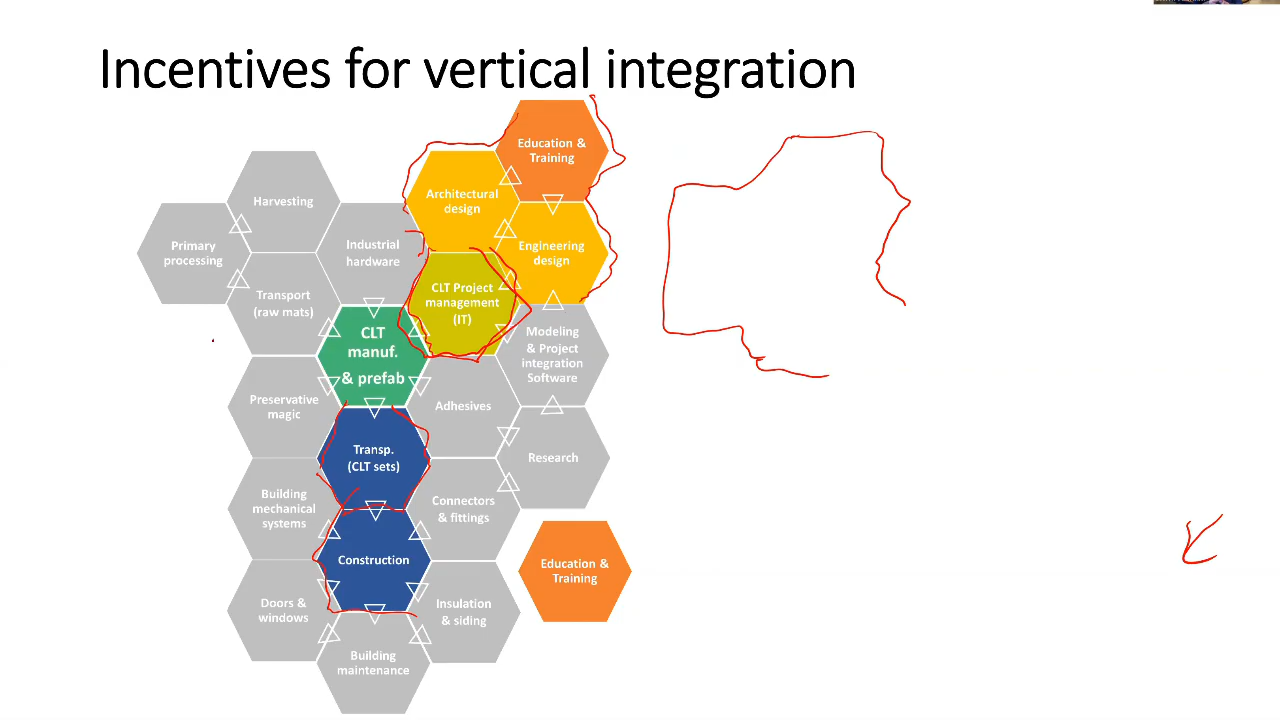 Incentives for vertical integration
Education &
Training
Architectural
design
Harvesting
Engineering
design
Industrial
hardware
Primary
processing
CLT Project
management
(IT)
Transport
(raw mats)
CLT
manuf.
& prefab
Modeling
& Project
integration
Software
Preservative
magic
Adhesives
Transp.
(CLT sets)
Research
Building
mechanical
systems
Connectors
& fittings
Construction
Education &
Training
Doors &
windows
Insulation
& siding
Building
maintenance